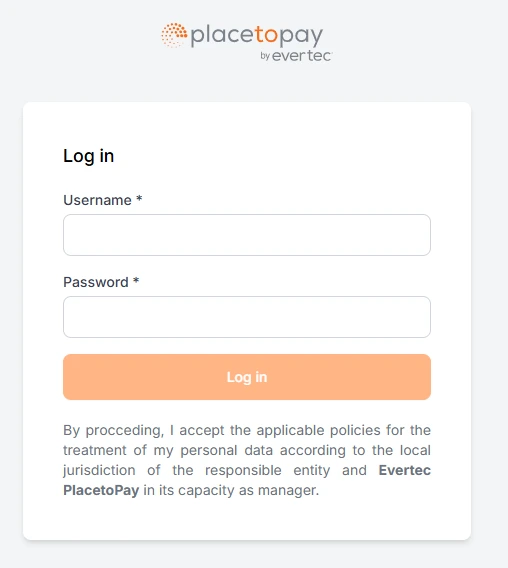 placetopay
by evertec
Log in
Username *
Password *
Log in
By procceding, I accept the applicable policies for the
treatment of my personal data according to the local
jurisdiction of the responsible entity and Evertec
PlacetoPay in its capacity as manager.